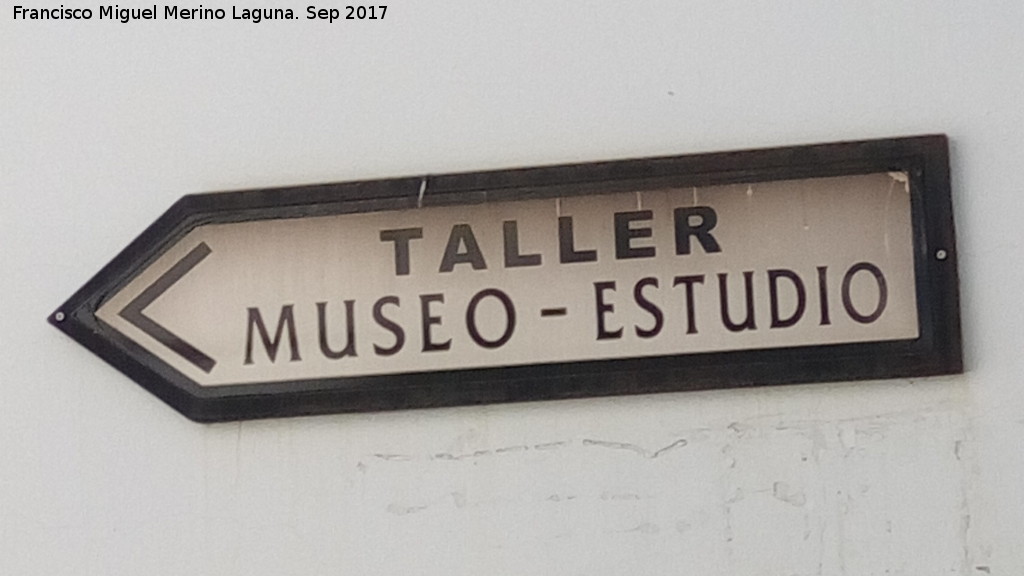 Francisco Miguel Merino Laguna. Sep 2017
TALLER
MUSEO - ESTUDIO